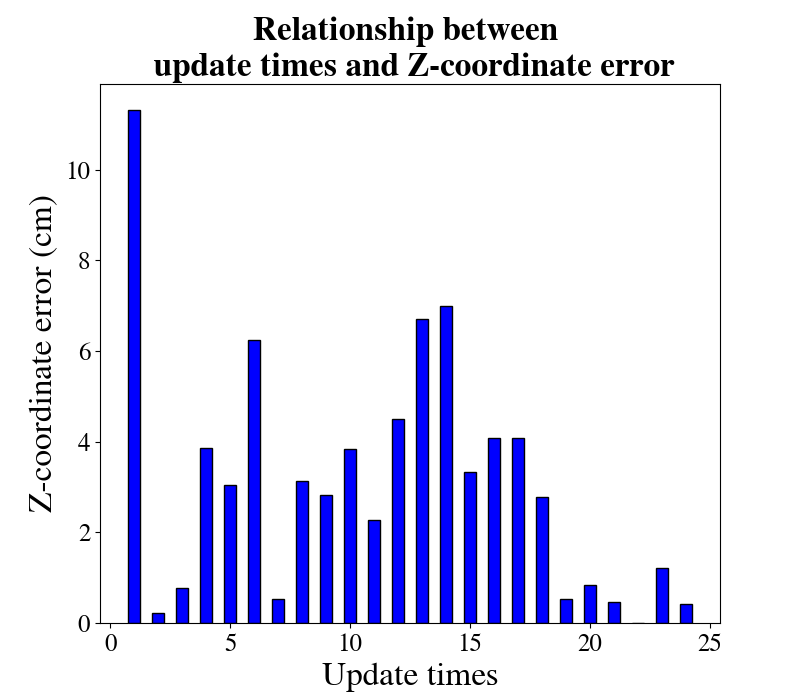 Relationship between
update times and Z-coordinate error
Z-coordinate error (cm)
10
8
6
4
2
0
0 5 10 15 20 25
Update times